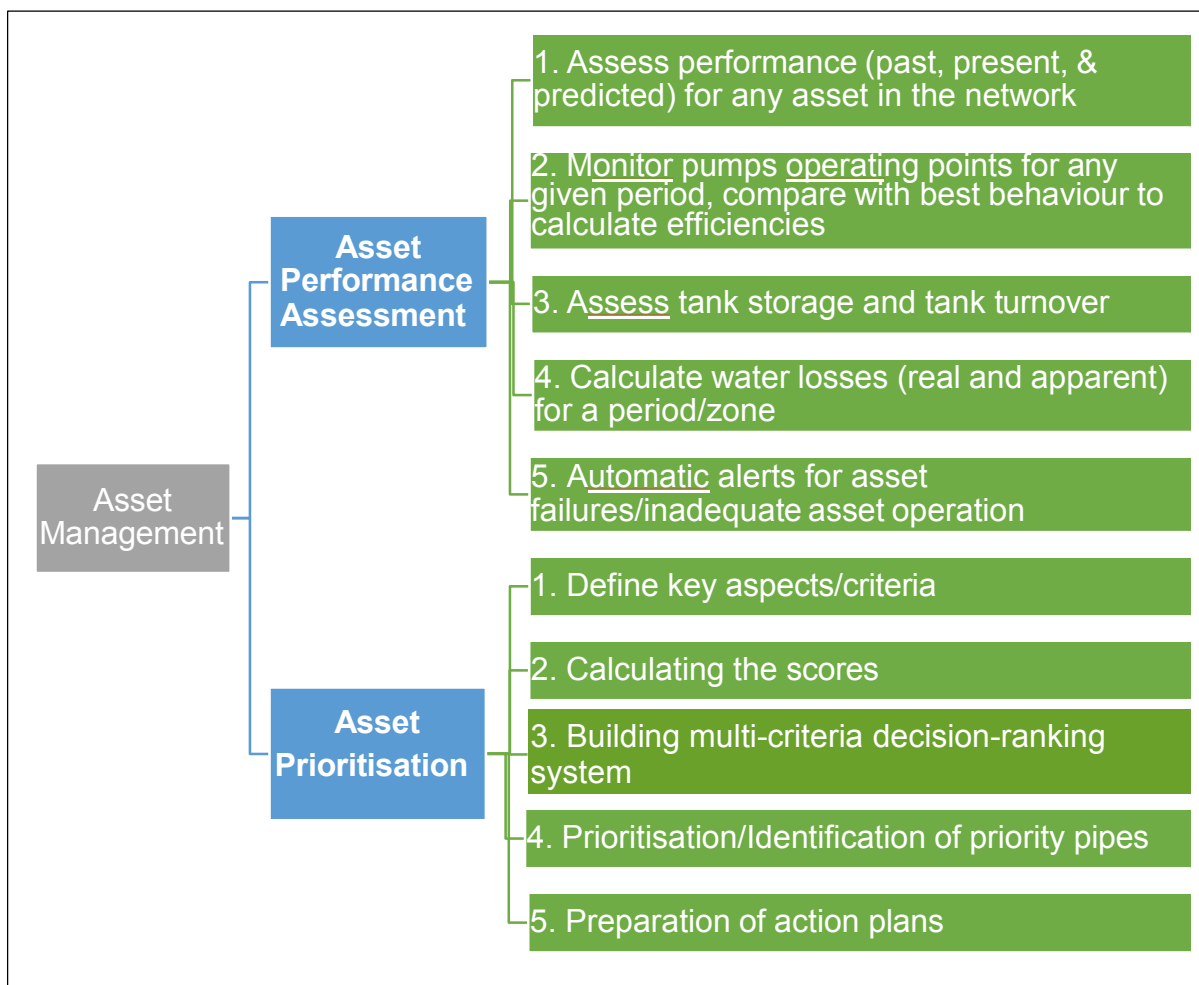 Asset
Management
Asset
Performance
Assessment
1. Assess performance (past, present, &
predicted) for any asset in the network
2. Monitor pumps operating points for any
given period, compare with best behaviour to
calculate efficiencies
3. Assess tank storage and tank turnover
4. Calculate water losses (real and apparent)
for a period/zone
5. Automatic alerts for asset
failures/inadequate asset operation
Asset
Prioritisation
1. Define key aspects/criteria
2. Calculating the scores
3. Building multi-criteria decision-ranking
system
4. Prioritisation/Identification of priority pipes
5. Preparation of action plans